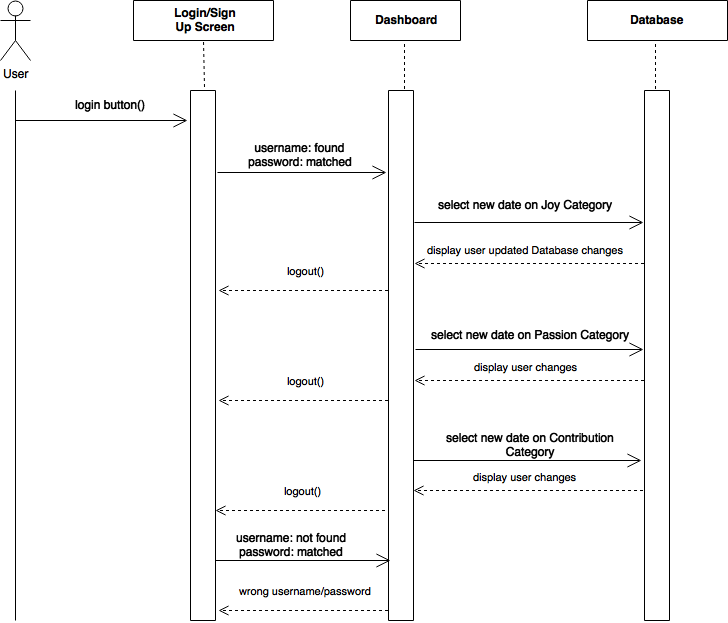 Login/Sign
Up Screen
Dashboard
Database
User
login button()
username: found
password: matched
select new date on Joy Category
display user updated Database changes
logout()
select new date on Passion Category
display user changes
logout()
select new date on Contribution
Category
display user changes
logout()
username: not found
password: matched
wrong username/password